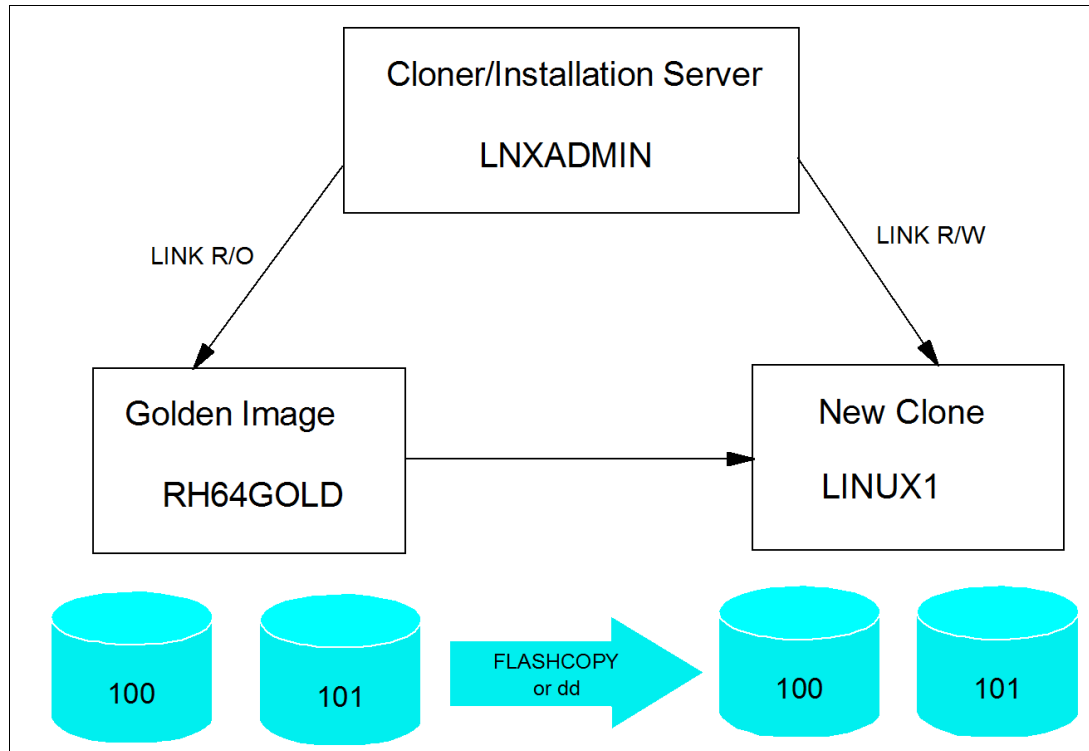 Cloner/Installation Server
LNXADMIN
LINK R/O
LINK R/W
Golden Image
RH64GOLD
New Clone
LINUX1
100
101
FLASHCOPY
or dd
100
101